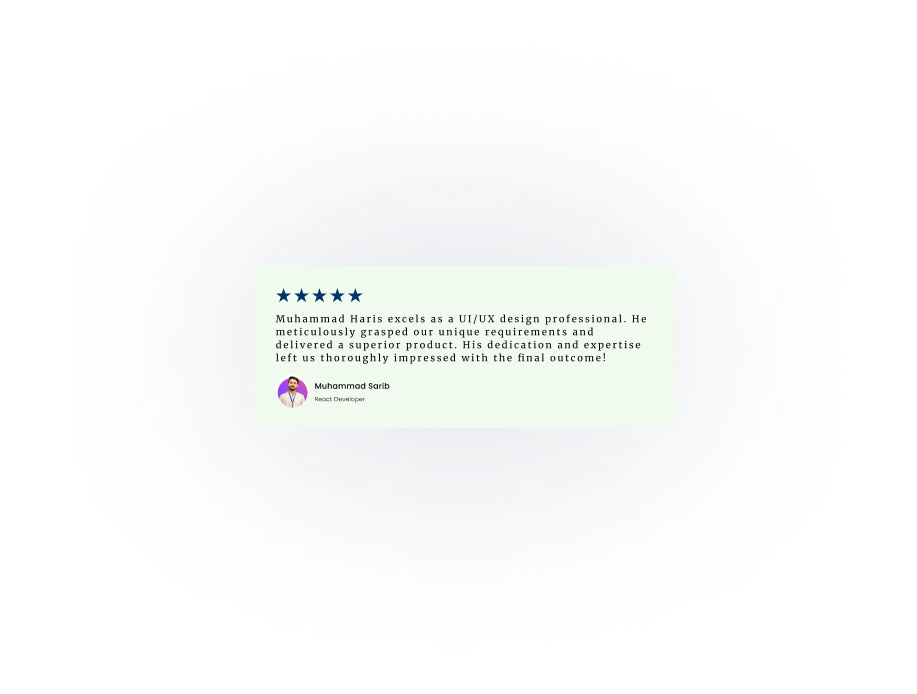 Muhammad Haris excels as a UI/UX design professional. He
meticulously grasped our unique requirements and
delivered a superior product. His dedication and expertise
left us thoroughly impressed with the final outcome!
Muhammad Sarib
React Developer